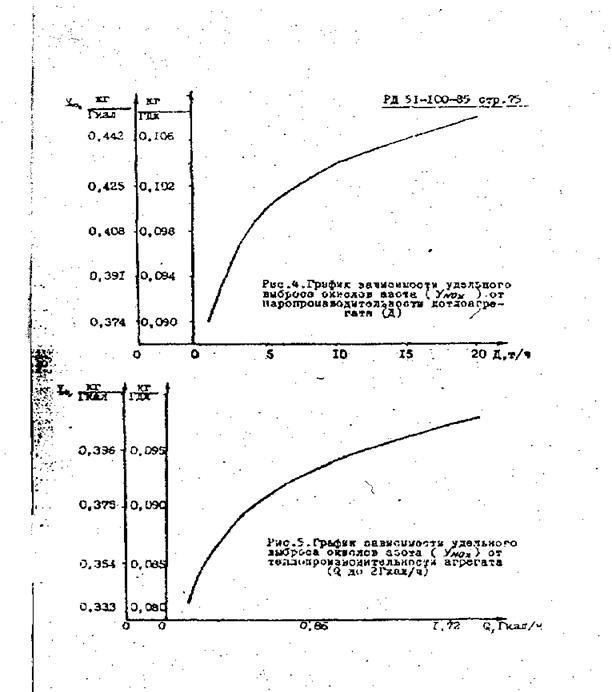 РД 51-100-85 стр.75
кг кг
Гкал ГДж
0,442 0,106
0,425 0,102
0,408 0,098
0,391 0,094
0,374 0,090
Рис.4.График зависимости удельного
выброса окислов азота ( YNOx ) от
паропроизводительности котлоагре-
гата (Д)
0 0 5 10 15 20 Д,т/ч
кг кг
Гкал ГДж
0,396 0,095
0,375 0,090
0,354 0,085
0,333 0,080
Рис.5.График зависимости удельного
выброса окислов азота ( YNOx ) от
теплопроизводительности агрегата
(Q до 2Гкал/ч)
0 0 0,86 1,72 Q,Гкал/ч